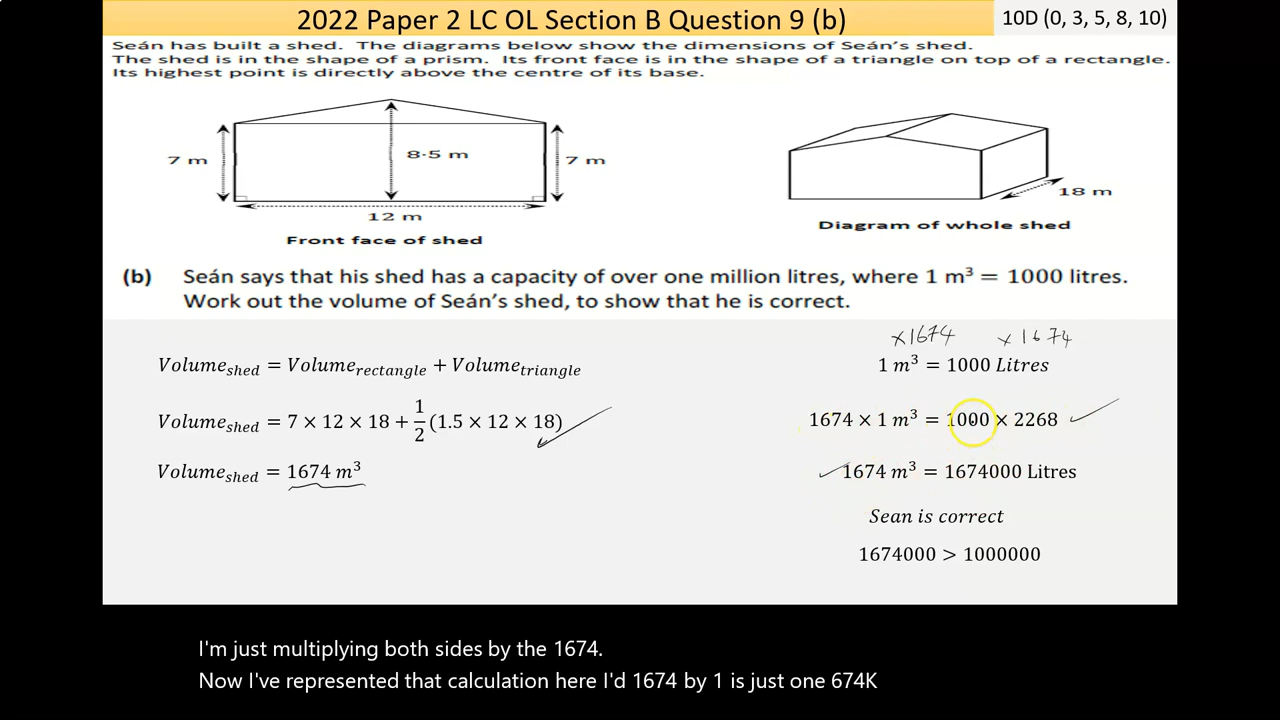 2022 Paper 2 LC OL Section B Question 9 (b)
10D (0, 3, 5, 8, 10)
Seán has built a shed. The diagrams below show the dimensions of Seán's shed.
The shed is in the shape of a prism. Its front face is in the shape of a triangle on top of a rectangle.
Its highest point is directly above the centre of its base.
7 m
8·5 m
7 m
12 m
Front face of shed
18 m
Diagram of whole shed
(b) Seán says that his shed has a capacity of over one million litres, where 1 m³ = 1000 litres.
Work out the volume of Seán's shed, to show that he is correct.
Volume_shed = Volume_rectangle + Volume_triangle
Volume_shed = 7 × 12 × 18 + 1/2 (1.5 × 12 × 18)
Volume_shed = 1674 m³
×1674 ×1674
1 m³ = 1000 Litres
1674 × 1 m³ = 1000 × 2268
1674 m³ = 1674000 Litres
Sean is correct
1674000 > 1000000
I'm just multiplying both sides by the 1674.
Now I've represented that calculation here I'd 1674 by 1 is just one 674K